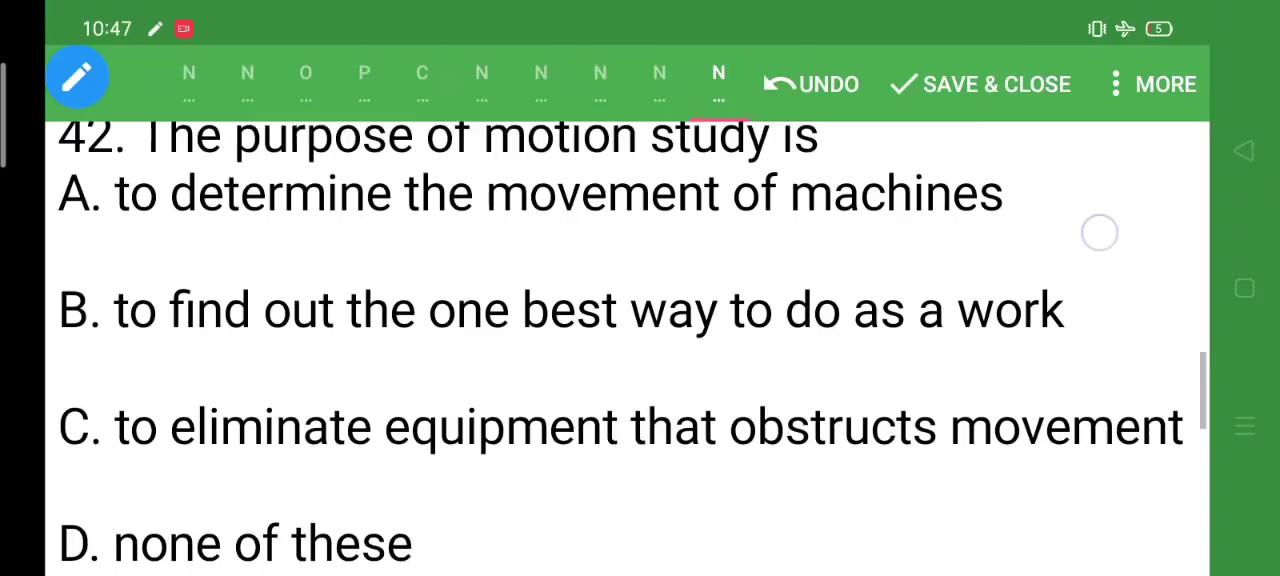 10:47 5
N N O P C N N N N N UNDO SAVE & CLOSE MORE
... ... ... ... ... ... ... ... ... ...
42. The purpose of motion study is
A. to determine the movement of machines
B. to find out the one best way to do as a work
C. to eliminate equipment that obstructs movement
D. none of these